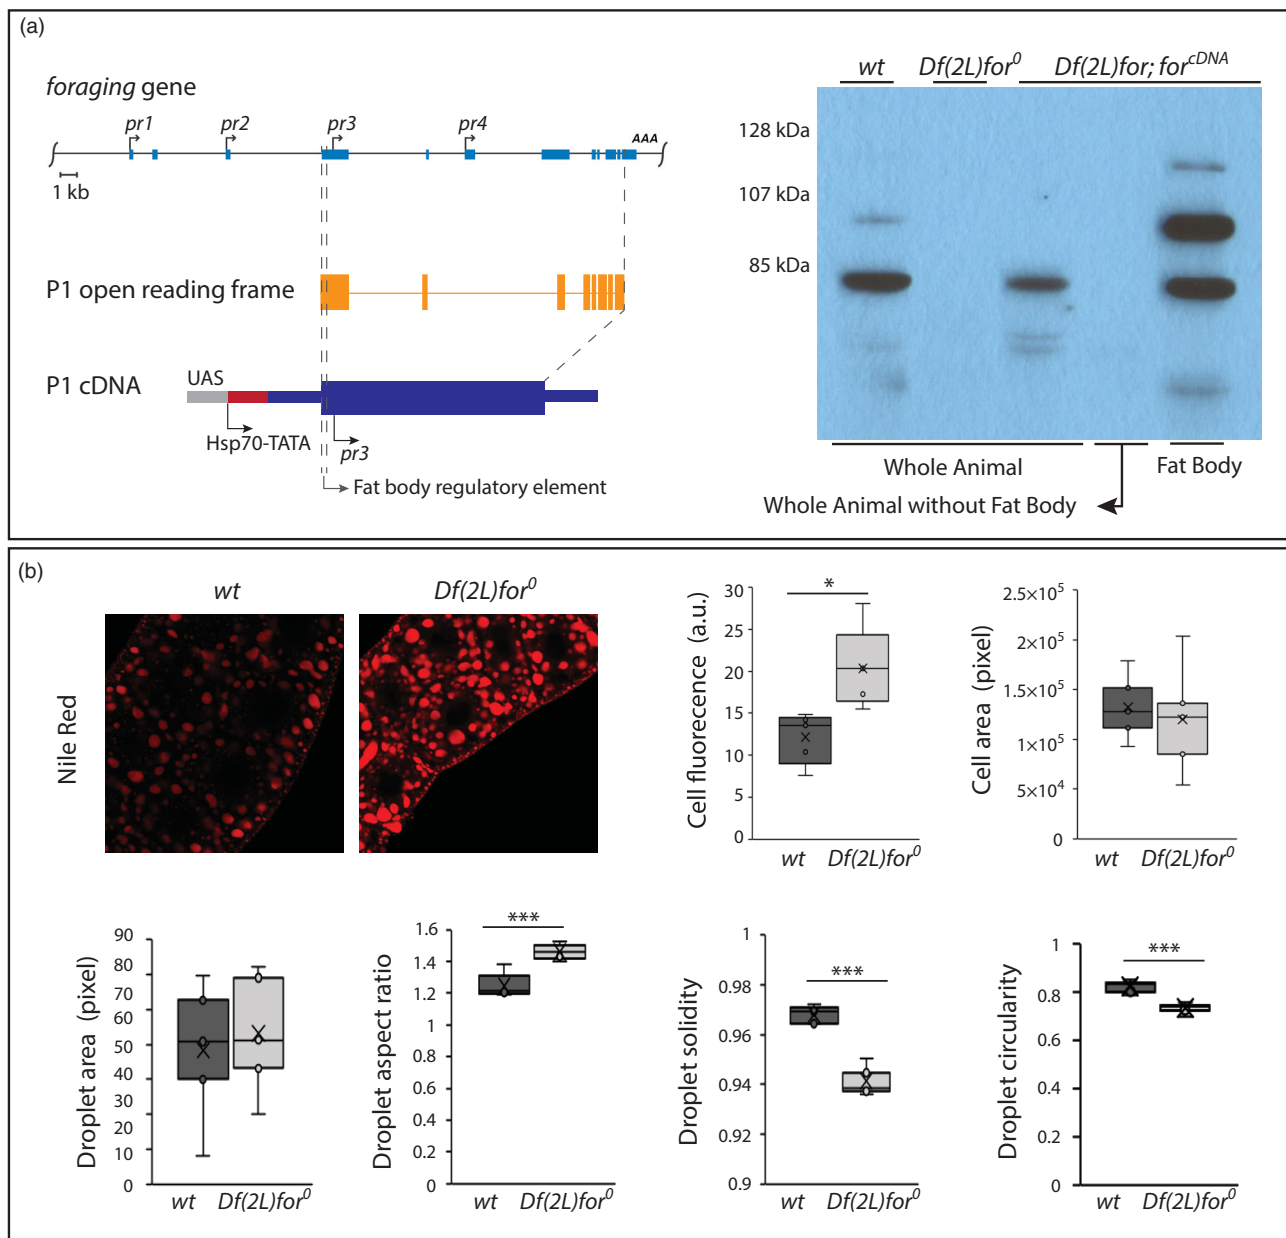 (a)
foraging gene
pr1 pr2 pr3 pr4 AAA
1 kb
P1 open reading frame
P1 cDNA
UAS
Hsp70-TATA
pr3
Fat body regulatory element
wt Df(2L)for⁰ Df(2L)for; for^cDNA
128 kDa
107 kDa
85 kDa
Whole Animal
Fat Body
Whole Animal without Fat Body
(b)
wt Df(2L)for⁰
Nile Red
Cell fluorecence (a.u.)
30
25
20
15
10
5
0
*
wt Df(2L)for⁰
Cell area (pixel)
2.5×10⁵
2×10⁵
1.5×10⁵
1×10⁵
5×10⁴
0
wt Df(2L)for⁰
Droplet area (pixel)
90
80
70
60
50
40
30
20
10
0
wt Df(2L)for⁰
Droplet aspect ratio
1.6
1.4
1.2
1
0.8
0.6
0.4
0.2
0
***
wt Df(2L)for⁰
Droplet solidity
1
0.98
0.96
0.94
0.92
0.9
***
wt Df(2L)for⁰
Droplet circularity
1
0.8
0.6
0.4
0.2
0
***
wt Df(2L)for⁰